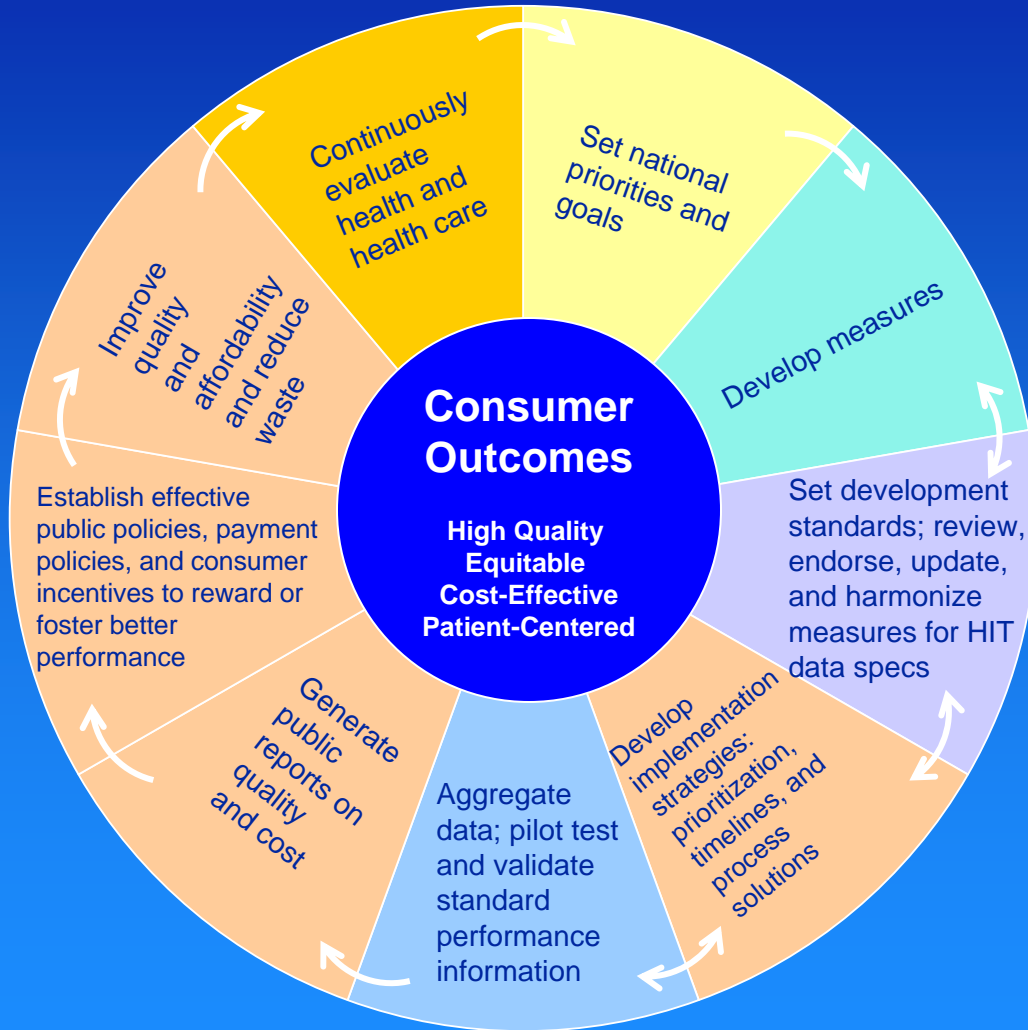 Continuously
evaluate
health and
health care
Set national
priorities and
goals
Develop measures
Set development
standards; review,
endorse, update,
and harmonize
measures for HIT
data specs
Develop
implementation
strategies:
prioritization,
timelines, and
process
solutions
Aggregate
data; pilot test
and validate
standard
performance
information
Generate
public
reports on
quality
and cost
Establish effective
public policies, payment
policies, and consumer
incentives to reward or
foster better
performance
Improve
quality
and
affordability
and reduce
waste
Consumer
Outcomes
High Quality
Equitable
Cost-Effective
Patient-Centered